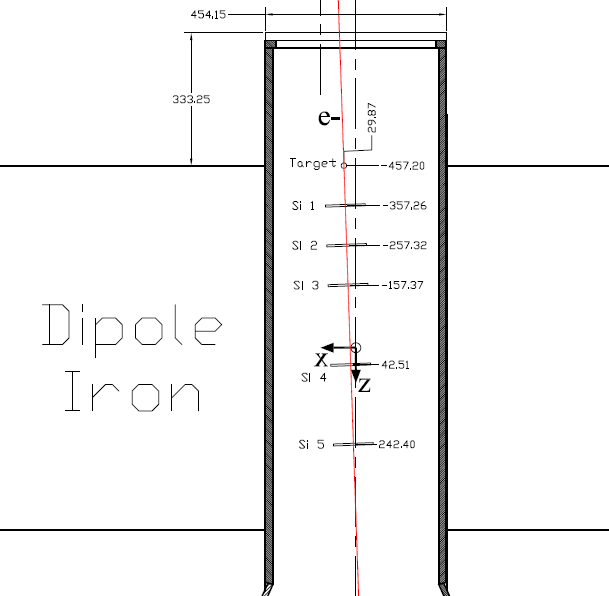 454.15
333.25
e-
29.87
Target -457.20
Si 1 -357.26
SI 2 -257.32
SI 3 -157.37
X
SI 4 42.51
Z
Si 5 242.40
Dipole
Iron